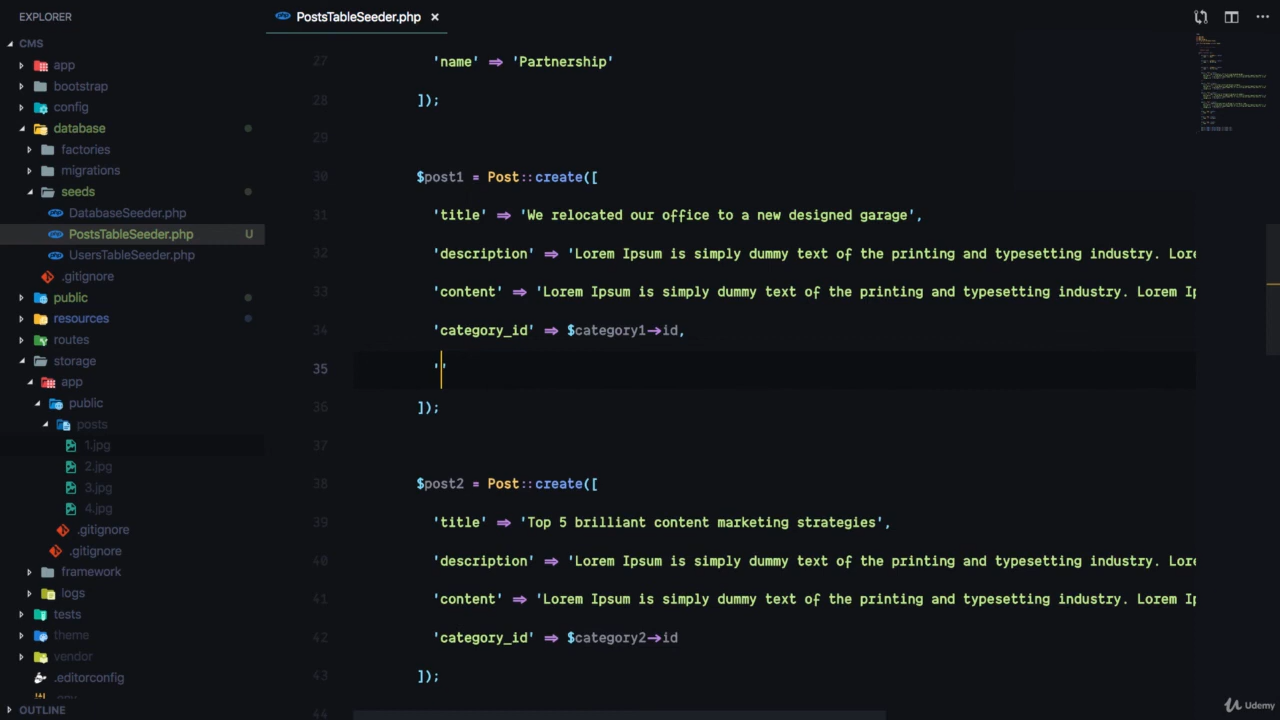 EXPLORER
PostsTableSeeder.php ×
CMS
app
bootstrap
config
database
factories
migrations
seeds
DatabaseSeeder.php
PostsTableSeeder.php U
UsersTableSeeder.php
.gitignore
public
resources
routes
storage
app
public
posts
1.jpg
2.jpg
3.jpg
4.jpg
.gitignore
.gitignore
framework
logs
tests
theme
vendor
.editorconfig
.env
OUTLINE
27 'name' => 'Partnership'
28 ]);
29
30 $post1 = Post::create([
31 'title' => 'We relocated our office to a new designed garage',
32 'description' => 'Lorem Ipsum is simply dummy text of the printing and typesetting industry. Lore
33 'content' => 'Lorem Ipsum is simply dummy text of the printing and typesetting industry. Lorem Ip
34 'category_id' => $category1->id,
35 ''
36 ]);
37
38 $post2 = Post::create([
39 'title' => 'Top 5 brilliant content marketing strategies',
40 'description' => 'Lorem Ipsum is simply dummy text of the printing and typesetting industry. Lore
41 'content' => 'Lorem Ipsum is simply dummy text of the printing and typesetting industry. Lorem Ip
42 'category_id' => $category2->id
43 ]);
44
Udemy